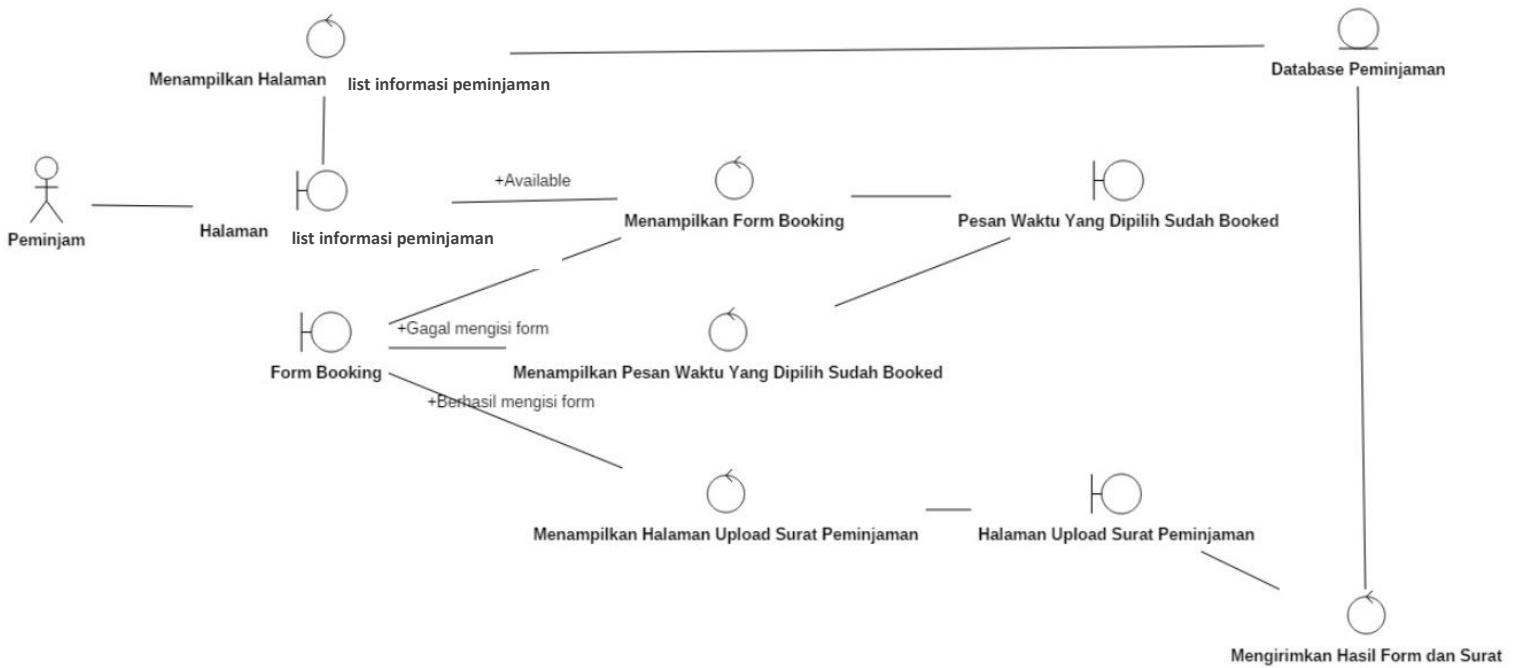 Menampilkan Halaman list informasi peminjaman
Database Peminjaman
+Available
Peminjam
Halaman list informasi peminjaman
Menampilkan Form Booking
Pesan Waktu Yang Dipilih Sudah Booked
+Gagal mengisi form
Form Booking
Menampilkan Pesan Waktu Yang Dipilih Sudah Booked
+Berhasil mengisi form
Menampilkan Halaman Upload Surat Peminjaman
Halaman Upload Surat Peminjaman
Mengirimkan Hasil Form dan Surat